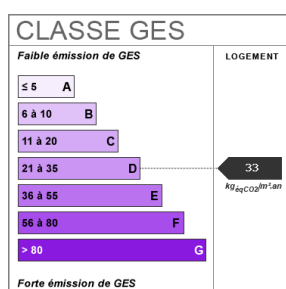 CLASSE GES
Faible émission de GES
LOGEMENT
≤ 5 A
6 à 10 B
11 à 20 C
21 à 35 D
33
kgéqCO2/m².an
36 à 55 E
56 à 80 F
> 80 G
Forte émission de GES